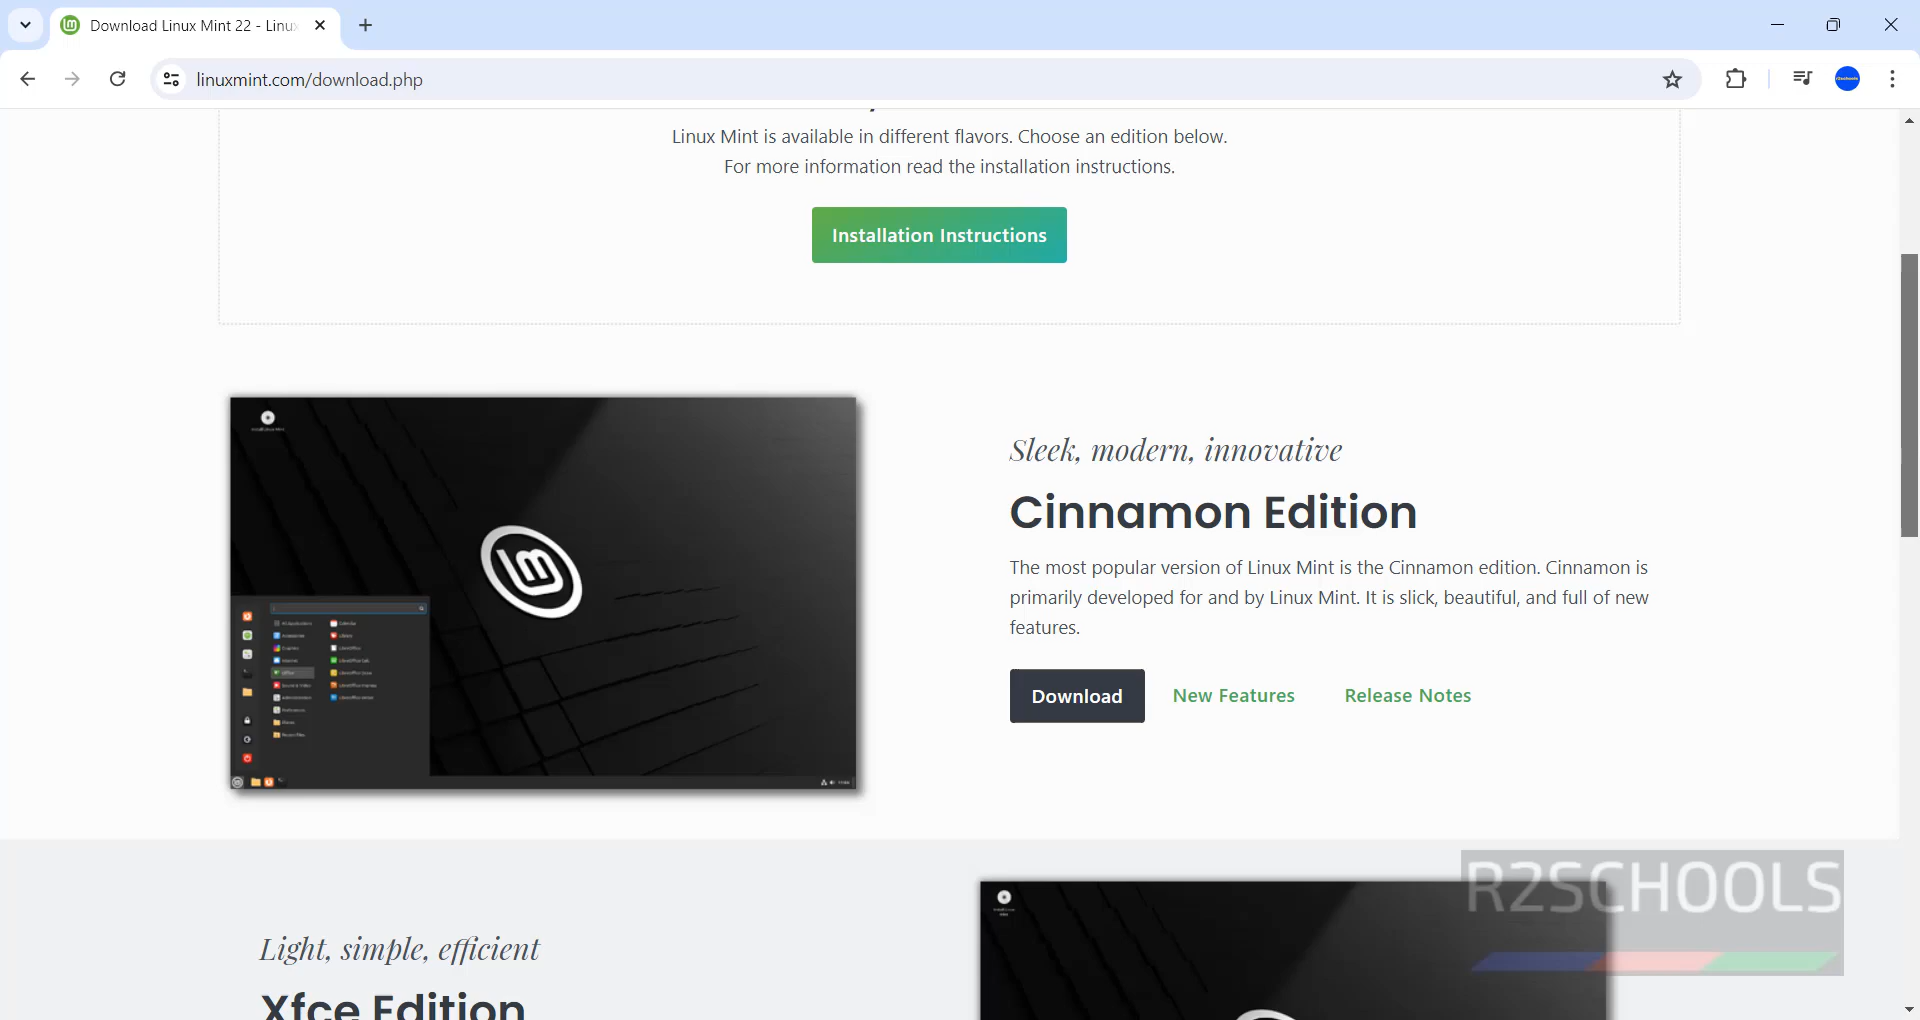 Download Linux Mint 22 - Linux
linuxmint.com/download.php
Linux Mint is available in different flavors. Choose an edition below.
For more information read the installation instructions.
Installation Instructions
Sleek, modern, innovative
Cinnamon Edition
The most popular version of Linux Mint is the Cinnamon edition. Cinnamon is
primarily developed for and by Linux Mint. It is slick, beautiful, and full of new
features.
Download New Features Release Notes
R2SCHOOLS
Light, simple, efficient
Xfce Edition